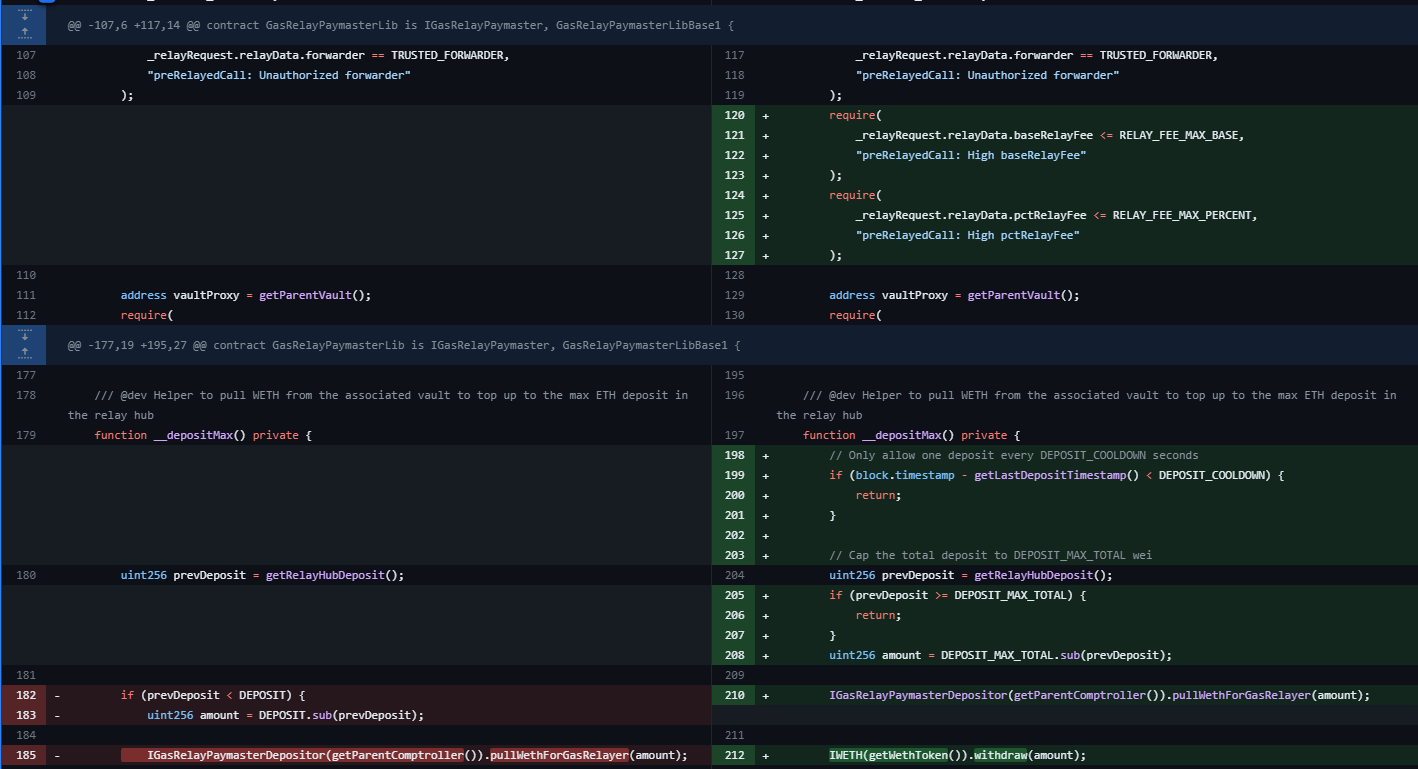 @@ -107,6 +117,14 @@ contract GasRelayPaymasterLib is IGasRelayPaymaster, GasRelayPaymasterLibBase1 {
107 _relayRequest.relayData.forwarder == TRUSTED_FORWARDER, 117 _relayRequest.relayData.forwarder == TRUSTED_FORWARDER,
108 "preRelayedCall: Unauthorized forwarder" 118 "preRelayedCall: Unauthorized forwarder"
109 ); 119 );
120 + require(
121 + _relayRequest.relayData.baseRelayFee <= RELAY_FEE_MAX_BASE,
122 + "preRelayedCall: High baseRelayFee"
123 + );
124 + require(
125 + _relayRequest.relayData.pctRelayFee <= RELAY_FEE_MAX_PERCENT,
126 + "preRelayedCall: High pctRelayFee"
127 + );
110 128
111 address vaultProxy = getParentVault(); 129 address vaultProxy = getParentVault();
112 require( 130 require(
@@ -177,19 +195,27 @@ contract GasRelayPaymasterLib is IGasRelayPaymaster, GasRelayPaymasterLibBase1 {
177 195
178 /// @dev Helper to pull WETH from the associated vault to top up to the max ETH deposit in 196 /// @dev Helper to pull WETH from the associated vault to top up to the max ETH deposit in
the relay hub the relay hub
179 function __depositMax() private { 197 function __depositMax() private {
198 + // Only allow one deposit every DEPOSIT_COOLDOWN seconds
199 + if (block.timestamp - getLastDepositTimestamp() < DEPOSIT_COOLDOWN) {
200 + return;
201 + }
202 +
203 + // Cap the total deposit to DEPOSIT_MAX_TOTAL wei
180 uint256 prevDeposit = getRelayHubDeposit(); 204 uint256 prevDeposit = getRelayHubDeposit();
205 + if (prevDeposit >= DEPOSIT_MAX_TOTAL) {
206 + return;
207 + }
208 + uint256 amount = DEPOSIT_MAX_TOTAL.sub(prevDeposit);
181 209
182 - if (prevDeposit < DEPOSIT) { 210 + IGasRelayPaymasterDepositor(getParentComptroller()).pullWethForGasRelayer(amount);
183 - uint256 amount = DEPOSIT.sub(prevDeposit);
184 211
185 - IGasRelayPaymasterDepositor(getParentComptroller()).pullWethForGasRelayer(amount); 212 + IWETH(getWethToken()).withdraw(amount);